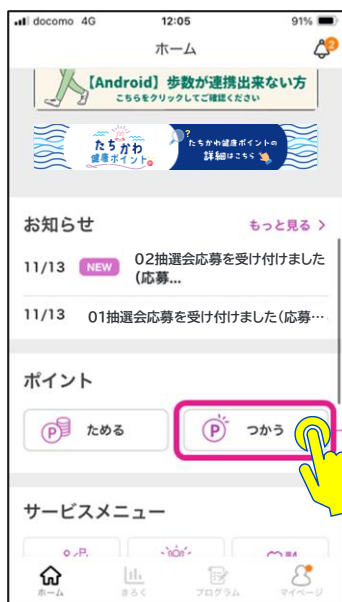 docomo 4G 12:05 91%
ホーム
2
【Android】歩数が連携出来ない方
こちらをクリックしてご確認ください
たちかわ
健康ポイント
?
たちかわ健康ポイントの
詳細はこちら
お知らせ もっと見る >
11/13 NEW 02抽選会応募を受け付けました
(応募...
11/13 01抽選会応募を受け付けました(応募…
ポイント
P ためる P つかう
サービスメニュー
ホーム きろく プログラム マイページ